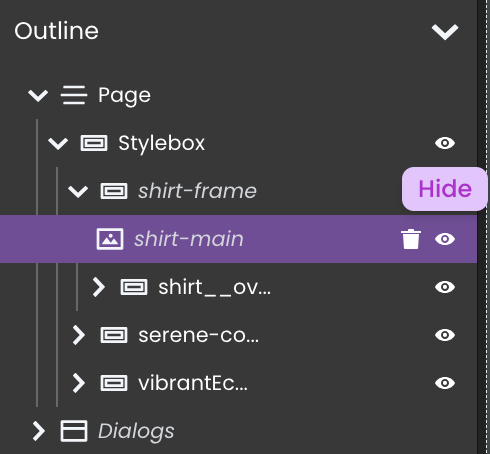 Outline
Page
Stylebox
shirt-frame
Hide
shirt-main
shirt__ov...
serene-co...
vibrantEc...
Dialogs